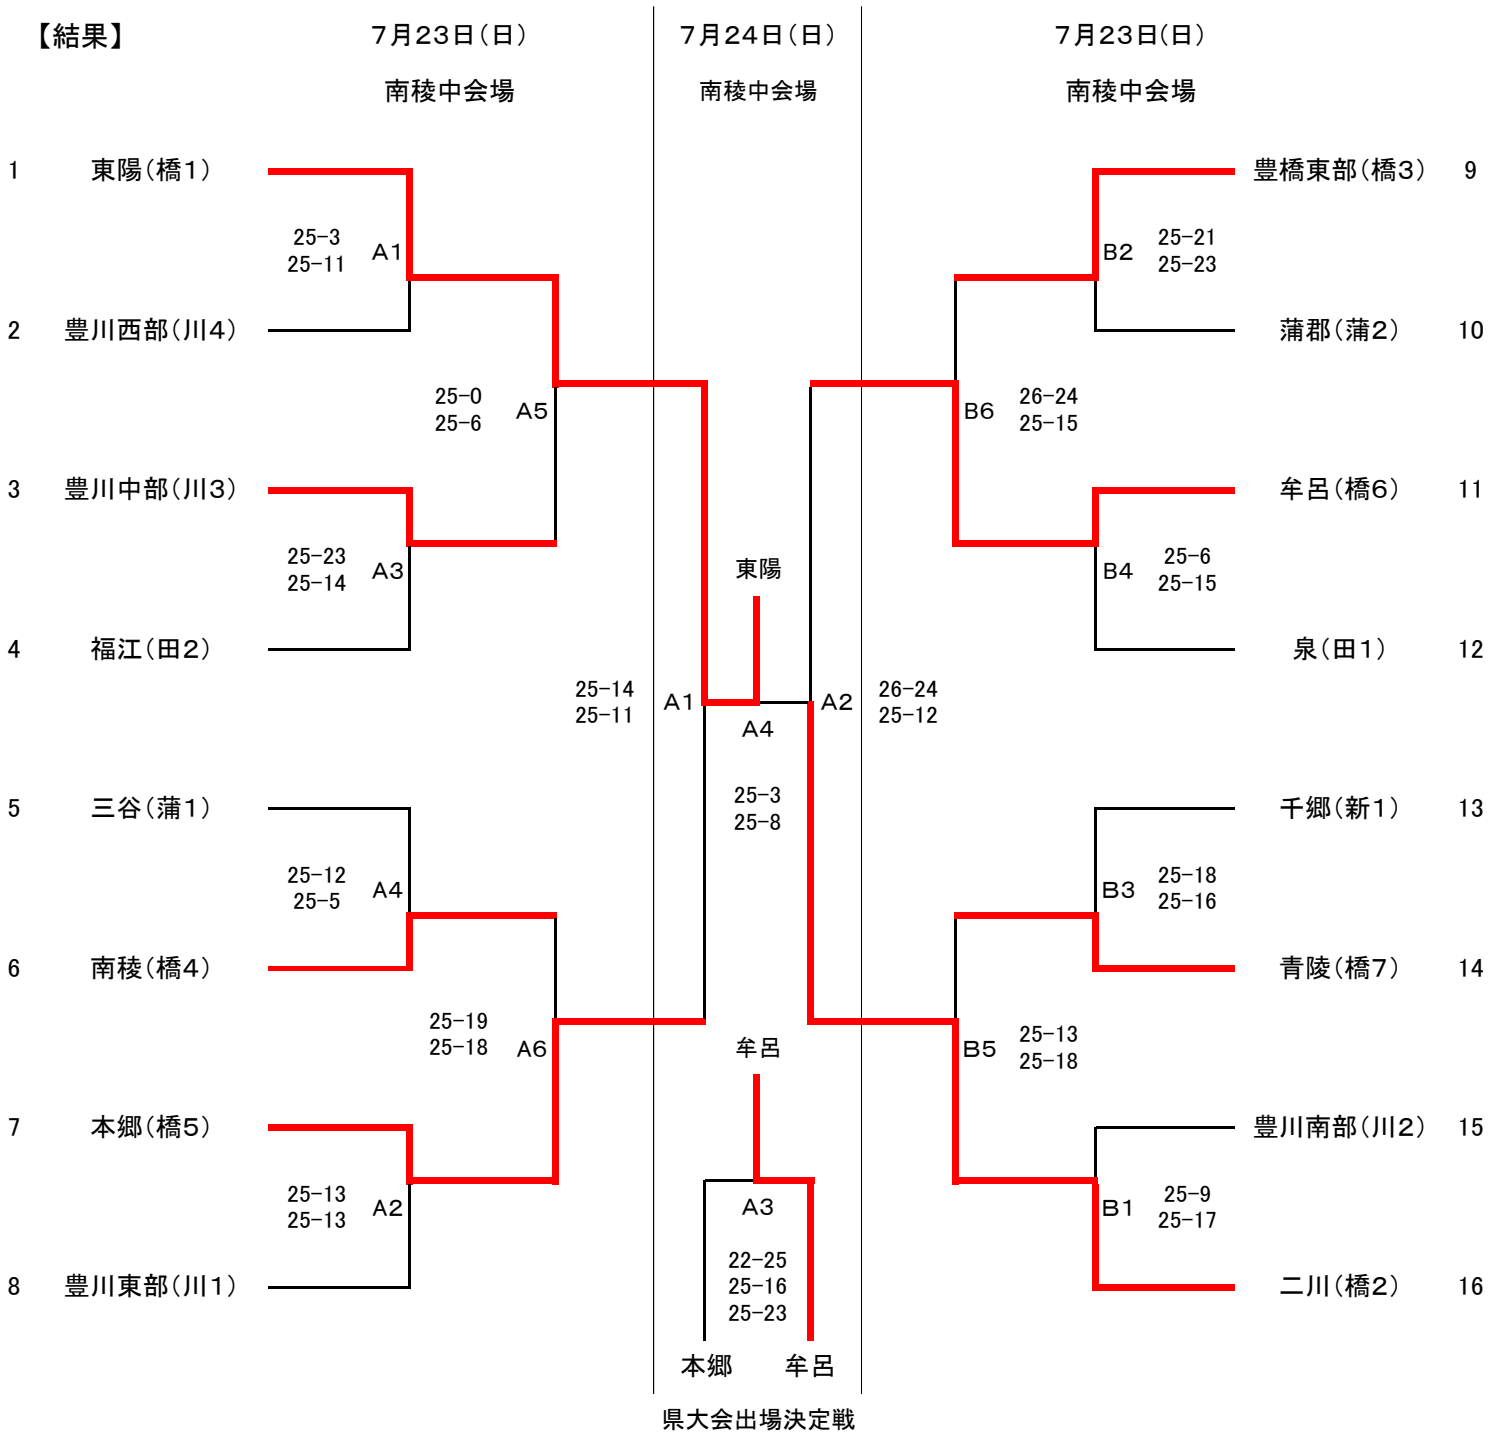 【結果】 7月23日(日) 7月24日(日) 7月23日(日)
南稜中会場 南稜中会場 南稜中会場
1 東陽(橋1) 豊橋東部(橋3) 9
25-3 25-21
A1 B2
25-11 25-23
2 豊川西部(川4) 蒲郡(蒲2) 10
25-0 26-24
A5 B6
25-6 25-15
3 豊川中部(川3) 牟呂(橋6) 11
25-23 東陽 25-6
A3 B4
25-14 25-15
4 福江(田2) 泉(田1) 12
25-14 26-24
A1 A2
25-11 25-12
A4
25-3
25-8
5 三谷(蒲1) 千郷(新1) 13
25-12 25-18
A4 B3
25-5 25-16
6 南稜(橋4) 青陵(橋7) 14
25-19 25-13
A6 牟呂 B5
25-18 25-18
7 本郷(橋5) 豊川南部(川2) 15
25-13 25-9
A2 A3 B1
25-13 25-17
22-25
25-16
25-23
8 豊川東部(川1) 二川(橋2) 16
本郷 牟呂
県大会出場決定戦